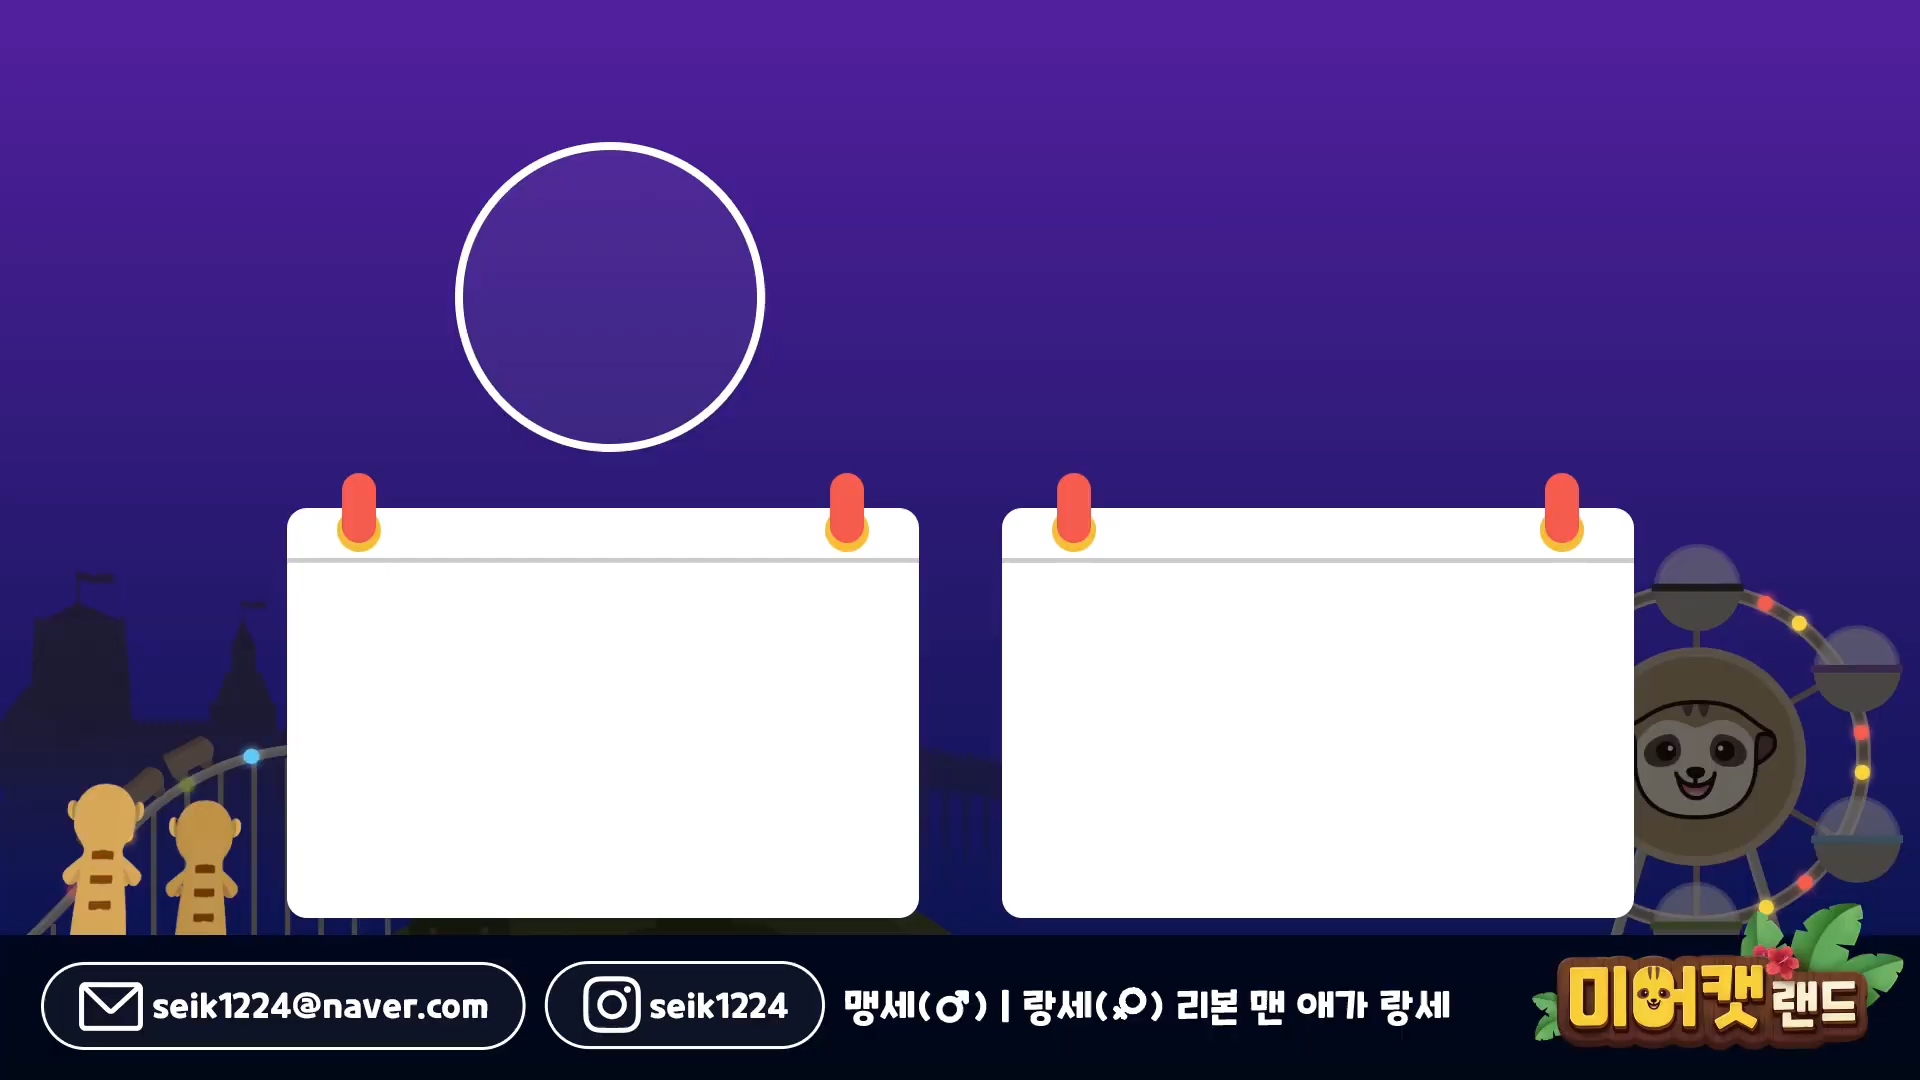 seik1224@naver.com
seik1224
맹세(♂) | 랑세(♀) 리본 맨 애가 랑세
미어캣랜드